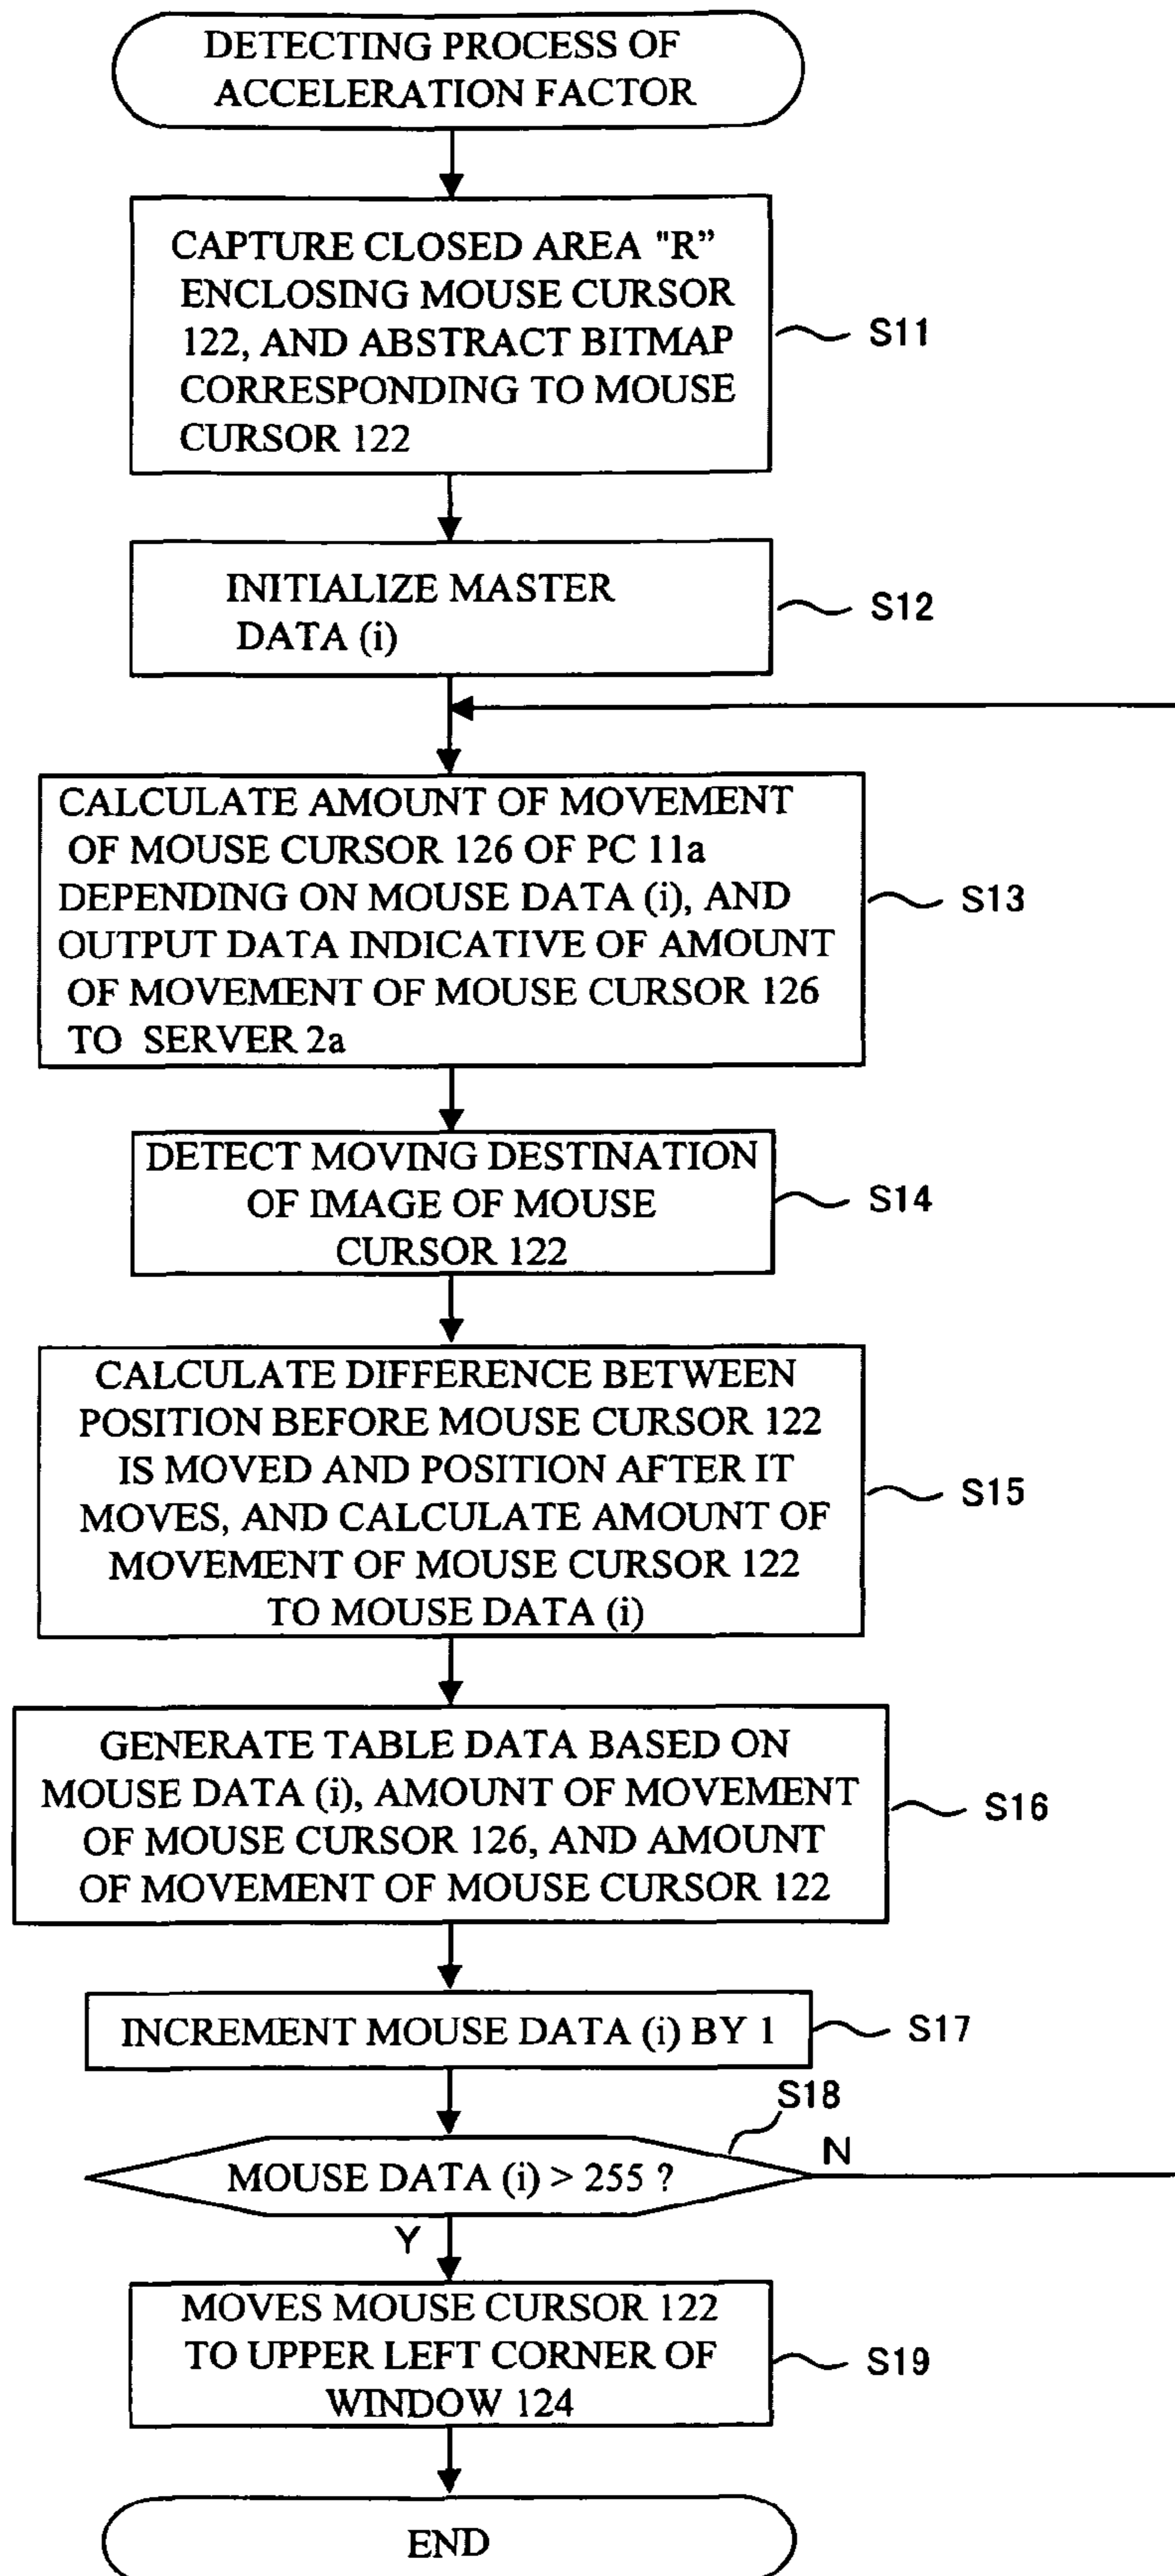 DETECTING PROCESS OF
ACCELERATION FACTOR
CAPTURE CLOSED AREA "R”
ENCLOSING MOUSE CURSOR
122, AND ABSTRACT BITMAP
CORRESPONDING TO MOUSE
CURSOR 122
S11
INITIALIZE MASTER
DATA (i)
S12
CALCULATE AMOUNT OF MOVEMENT
OF MOUSE CURSOR 126 OF PC 11a
DEPENDING ON MOUSE DATA (i), AND
OUTPUT DATA INDICATIVE OF AMOUNT
OF MOVEMENT OF MOUSE CURSOR 126
TO SERVER 2a
S13
DETECT MOVING DESTINATION
OF IMAGE OF MOUSE
CURSOR 122
S14
CALCULATE DIFFERENCE BETWEEN
POSITION BEFORE MOUSE CURSOR 122
IS MOVED AND POSITION AFTER IT
MOVES, AND CALCULATE AMOUNT OF
MOVEMENT OF MOUSE CURSOR 122
TO MOUSE DATA (i)
S15
GENERATE TABLE DATA BASED ON
MOUSE DATA (i), AMOUNT OF MOVEMENT
OF MOUSE CURSOR 126, AND AMOUNT
OF MOVEMENT OF MOUSE CURSOR 122
S16
INCREMENT MOUSE DATA (i) BY 1
S17
S18
MOUSE DATA (i) > 255 ?
N
Y
MOVES MOUSE CURSOR 122
TO UPPER LEFT CORNER OF
WINDOW 124
S19
END